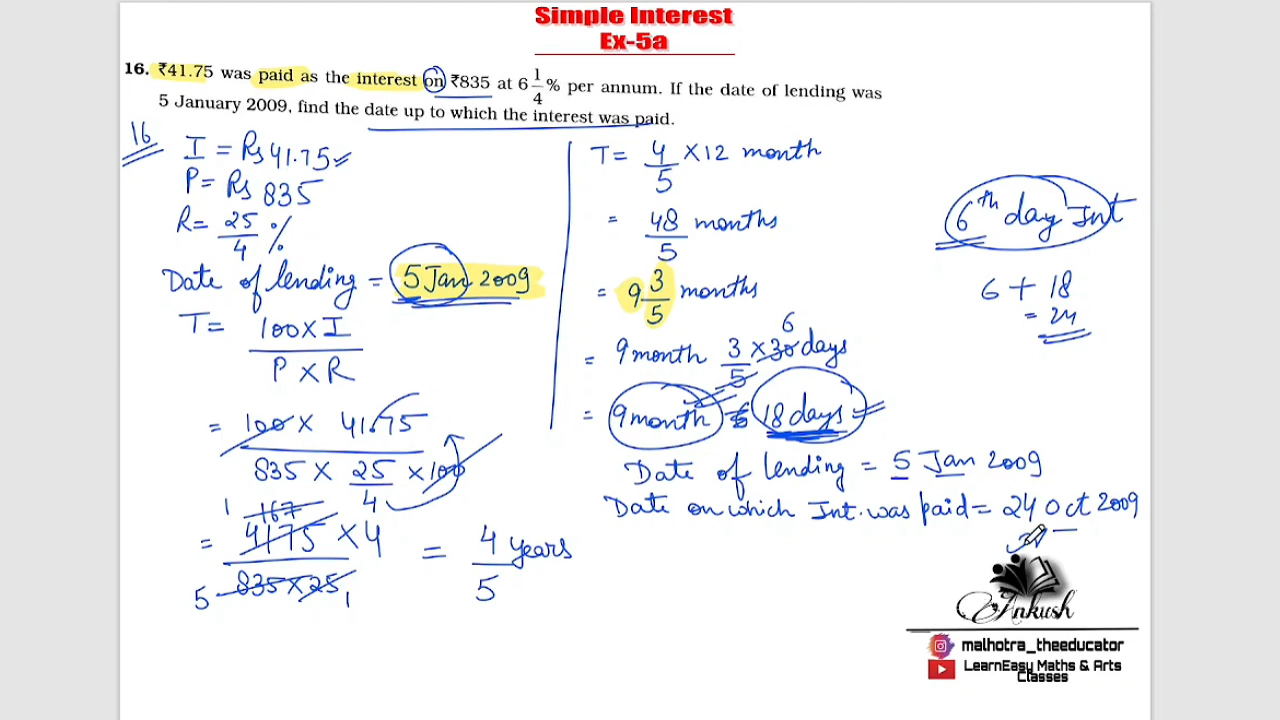 Simple Interest
Ex-5a
16. ₹41.75 was paid as the interest on ₹835 at 6 1/4 % per annum. If the date of lending was
5 January 2009, find the date up to which the interest was paid.
16
I = Rs 41.75
P = Rs 835
R = 25/4 %
Date of lending = 5 Jan 2009
T = 100 X I / P X R
= 100 X 41.75 / 835 X 25/4 X 100
1 167
= 4175 X 4 / 835 X 25 = 4/5 years
5 1
T = 4/5 X 12 month
= 48/5 months
= 9 3/5 months
6
= 9 month 3/5 X 30 days
= 9 month 18 days
Date of lending = 5 Jan 2009
Date on which Int. was paid = 24 Oct 2009
6th day Int
6 + 18
= 24
Ankush
malhotra_theeducator
LearnEasy Maths & Arts
Classes